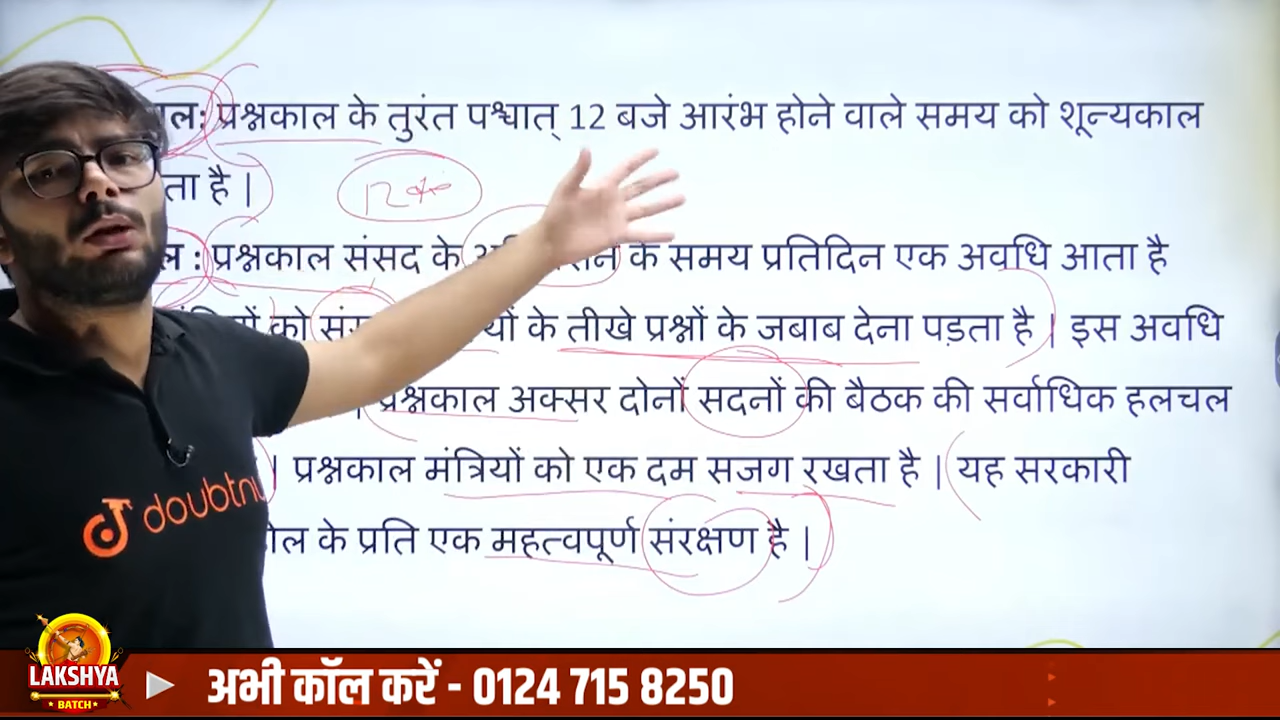 ल: प्रश्नकाल के तुरंत पश्चात् 12 बजे आरंभ होने वाले समय को शून्यकाल
ता है |
12
ल : प्रश्नकाल संसद के के समय प्रतिदिन एक अवधि आता है
को के तीखे प्रश्नों के जबाब देना पड़ता है | इस अवधि
| प्रश्नकाल अक्सर दोनों सदनों की बैठक की सर्वाधिक हलचल
| प्रश्नकाल मंत्रियों को एक दम सजग रखता है | यह सरकारी
के प्रति एक महत्वपूर्ण संरक्षण है |
doubtnu
LAKSHYA
BATCH
अभी कॉल करें - 0124 715 8250